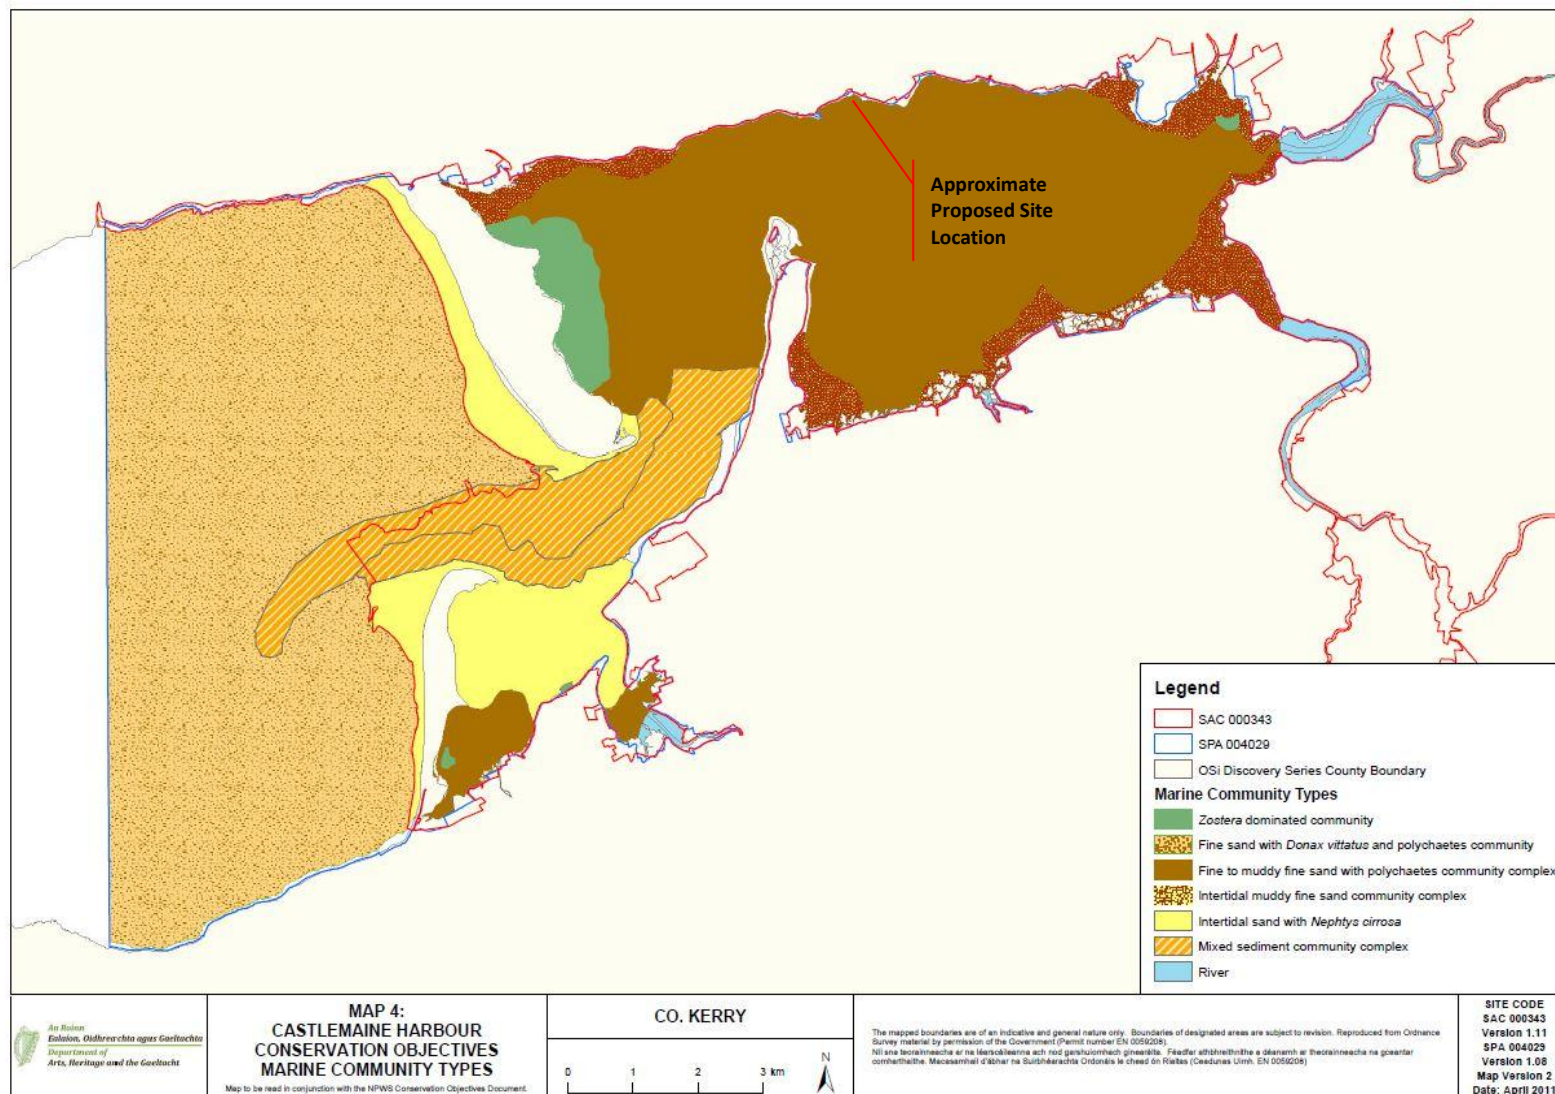 Approximate
Proposed Site
Location
Legend
SAC 000343
SPA 004029
OSi Discovery Series County Boundary
Marine Community Types
Zostera dominated community
Fine sand with Donax vittatus and polychaetes community
Fine to muddy fine sand with polychaetes community complex
Intertidal muddy fine sand community complex
Intertidal sand with Nephtys cirrosa
Mixed sediment community complex
River
An Roinn
Ealaíon, Oidhreachta agus Gaeltachta
Department of
Arts, Heritage and the Gaeltacht
MAP 4:
CASTLEMAINE HARBOUR
CONSERVATION OBJECTIVES
MARINE COMMUNITY TYPES
Map to be read in conjunction with the NPWS Conservation Objectives Document.
CO. KERRY
0 1 2 3 km
N
The mapped boundaries are of an indicative and general nature only. Boundaries of designated areas are subject to revision. Reproduced from Ordnance
Survey material by permission of the Government (Permit number EN 0059208).
SITE CODE
SAC 000343
Version 1.11
SPA 004029
Version 1.08
Map Version 2
Date: April 2011